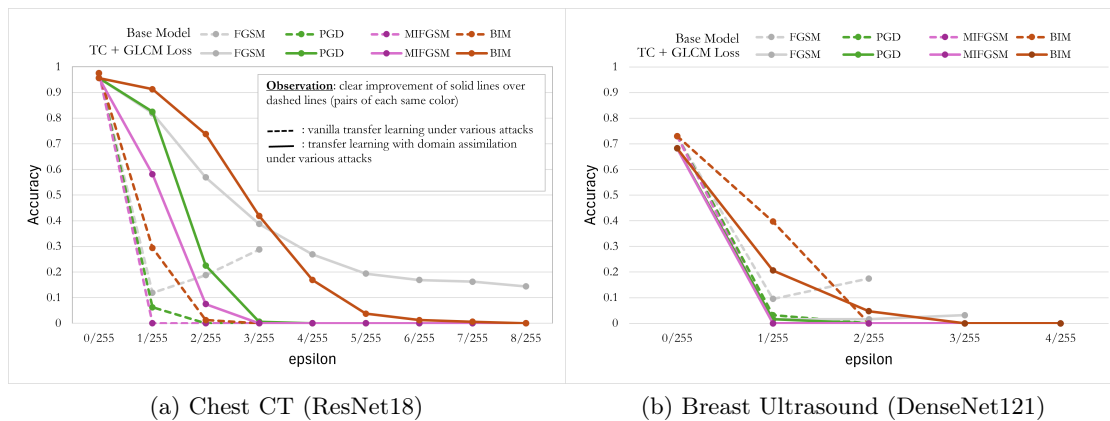 Base Model FGSM PGD MIFGSM BIM
TC + GLCM Loss FGSM PGD MIFGSM BIM
1
0.9
0.8
0.7
0.6
0.5
0.4
0.3
0.2
0.1
0
Accuracy
Observation: clear improvement of solid lines over
dashed lines (pairs of each same color)
: vanilla transfer learning under various attacks
: transfer learning with domain assimilation
under various attacks
0/255 1/255 2/255 3/255 4/255 5/255 6/255 7/255 8/255
epsilon
Base Model FGSM PGD MIFGSM BIM
TC + GLCM Loss FGSM PGD MIFGSM BIM
1
0.9
0.8
0.7
0.6
0.5
0.4
0.3
0.2
0.1
0
Accuracy
0/255 1/255 2/255 3/255 4/255
epsilon
(a) Chest CT (ResNet18)
(b) Breast Ultrasound (DenseNet121)